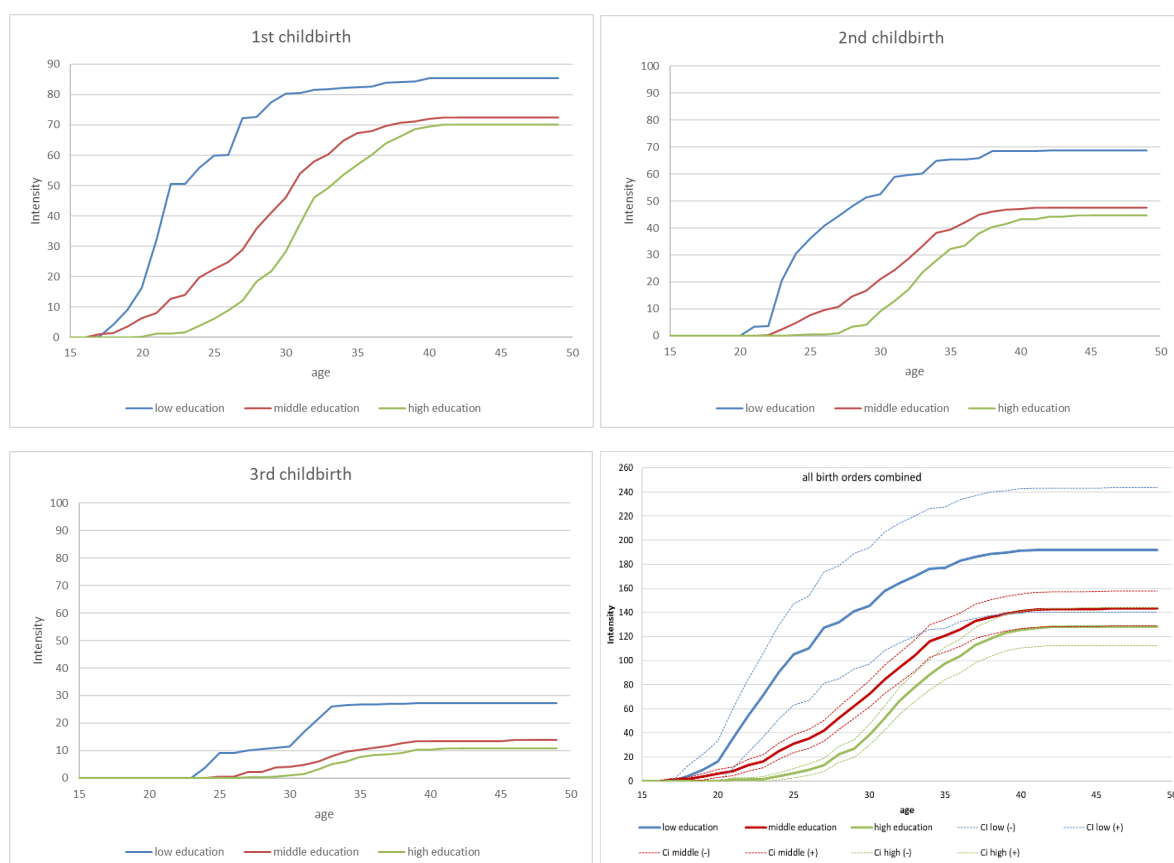 1st childbirth
90
80
70
60
50
40
30
20
10
0
Intensity
15 20 25 30 35 40 45 50
age
low education middle education high education
2nd childbirth
100
90
80
70
60
50
40
30
20
10
0
Intensity
15 20 25 30 35 40 45 50
age
low education middle education high education
3rd childbirth
100
90
80
70
60
50
40
30
20
10
0
Intensity
15 20 25 30 35 40 45 50
age
low education middle education high education
all birth orders combined
260
240
220
200
180
160
140
120
100
80
60
40
20
0
Intensity
15 20 25 30 35 40 45 50
age
low education middle education high education CI low (-) CI low (+)
Ci middle (-) Ci middle (+) Ci high (-) Ci high (+)